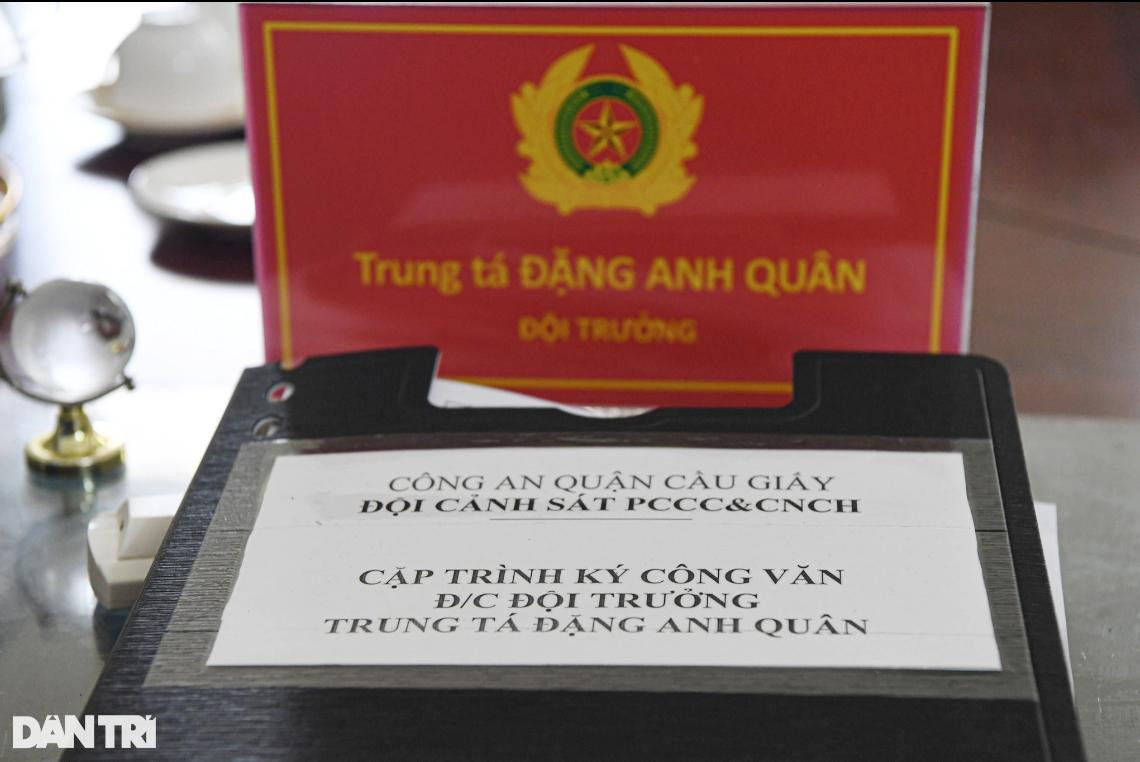 Trung tá ĐẶNG ANH QUÂN
ĐỘI TRƯỞNG
CÔNG AN QUẬN CẦU GIẤY
ĐỘI CẢNH SÁT PCCC&CNCH
CẶP TRÌNH KÝ CÔNG VĂN
Đ/C ĐỘI TRƯỞNG
TRUNG TÁ ĐẶNG ANH QUÂN
DÂN TRÍ